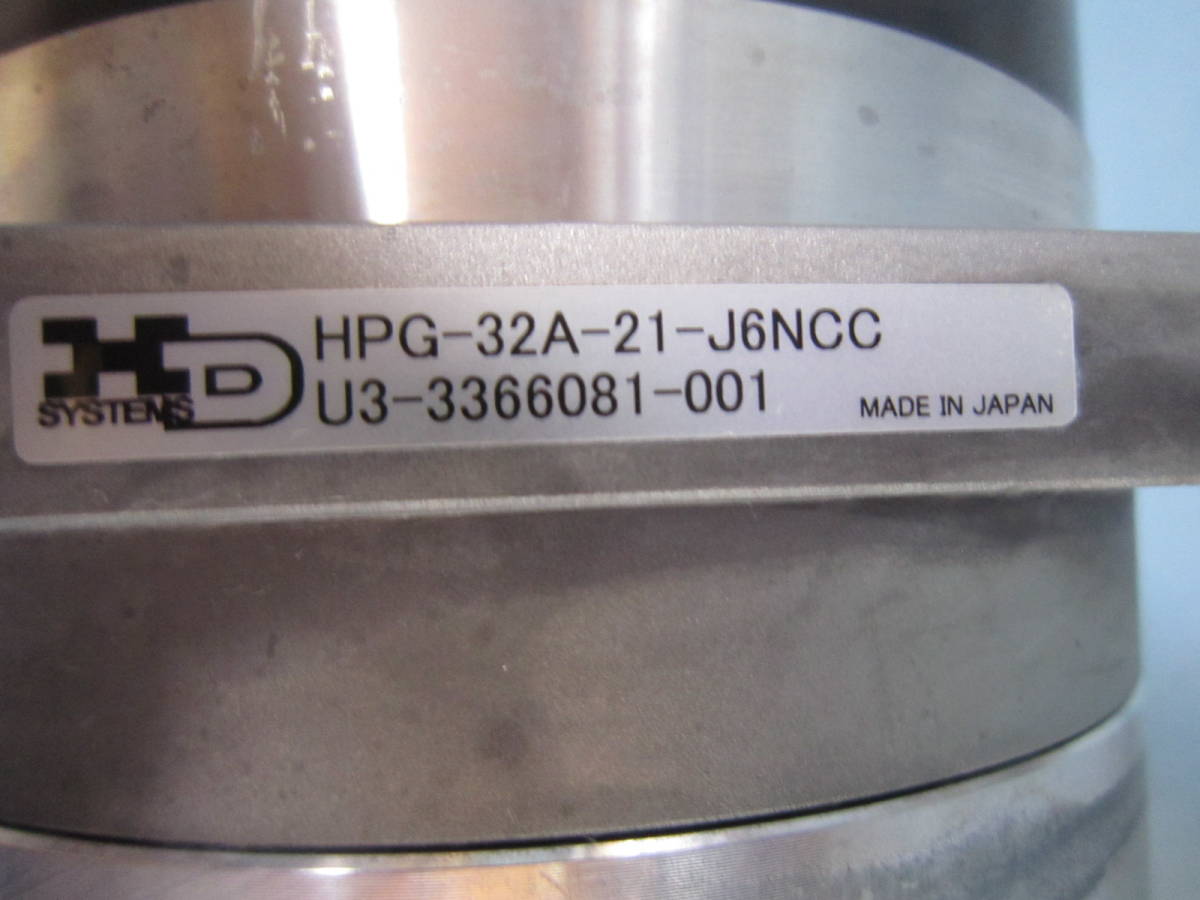 HPG-32A-21-J6NCC
HD SYSTEMS
U3-3366081-001
MADE IN JAPAN